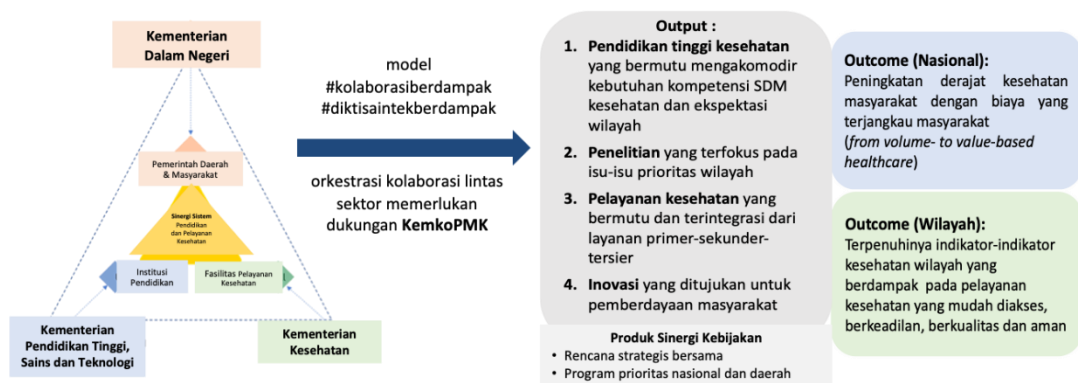 Kementerian
Dalam Negeri
Pemerintah Daerah
& Masyarakat
Sinergi Sistem
Pendidikan
dan Pelayanan
Kesehatan
Institusi
Pendidikan
Fasilitas Pelayanan
Kesehatan
Kementerian
Pendidikan Tinggi,
Sains dan Teknologi
Kementerian
Kesehatan
model
#kolaborasiberdampak
#diktisaintekberdampak
orkestrasi kolaborasi lintas
sektor memerlukan
dukungan KemkoPMK
Output :
1. Pendidikan tinggi kesehatan
yang bermutu mengakomodir
kebutuhan kompetensi SDM
kesehatan dan ekspektasi
wilayah
2. Penelitian yang terfokus pada
isu-isu prioritas wilayah
3. Pelayanan kesehatan yang
bermutu dan terintegrasi dari
layanan primer-sekunder-
tersier
4. Inovasi yang ditujukan untuk
pemberdayaan masyarakat
Produk Sinergi Kebijakan
• Rencana strategis bersama
• Program prioritas nasional dan daerah
Outcome (Nasional):
Peningkatan derajat kesehatan
masyarakat dengan biaya yang
terjangkau masyarakat
(from volume- to value-based
healthcare)
Outcome (Wilayah):
Terpenuhinya indikator-indikator
kesehatan wilayah yang
berdampak pada pelayanan
kesehatan yang mudah diakses,
berkeadilan, berkualitas dan aman